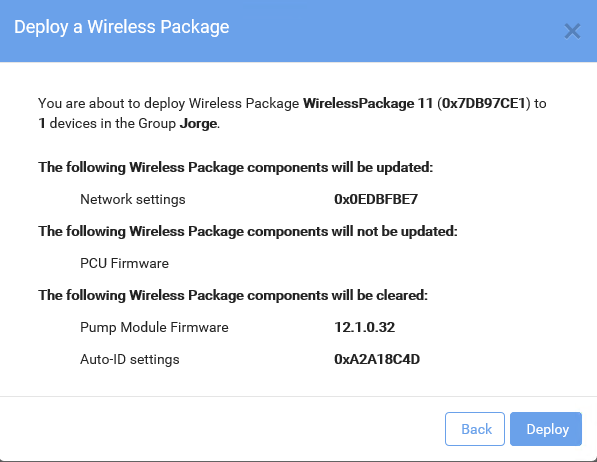 Deploy a Wireless Package
You are about to deploy Wireless Package WirelessPackage 11 (0x7DB97CE1) to
1 devices in the Group Jorge.
The following Wireless Package components will be updated:
Network settings 0x0EDBFBE7
The following Wireless Package components will not be updated:
PCU Firmware
The following Wireless Package components will be cleared:
Pump Module Firmware 12.1.0.32
Auto-ID settings 0xA2A18C4D
Back Deploy